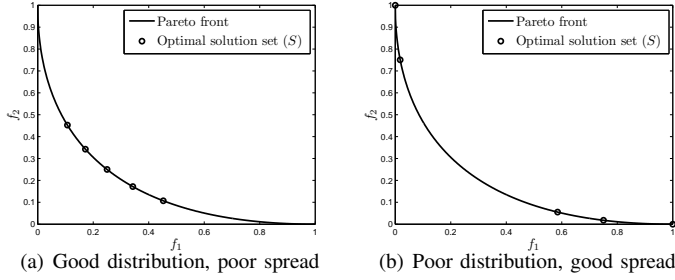 Pareto front
Optimal solution set (S)
1
0.9
0.8
0.7
0.6
0.5
0.4
0.3
0.2
0.1
0
f2
0 0.2 0.4 0.6 0.8 1
f1
(a) Good distribution, poor spread
Pareto front
Optimal solution set (S)
1
0.9
0.8
0.7
0.6
0.5
0.4
0.3
0.2
0.1
0
f2
0 0.2 0.4 0.6 0.8 1
f1
(b) Poor distribution, good spread